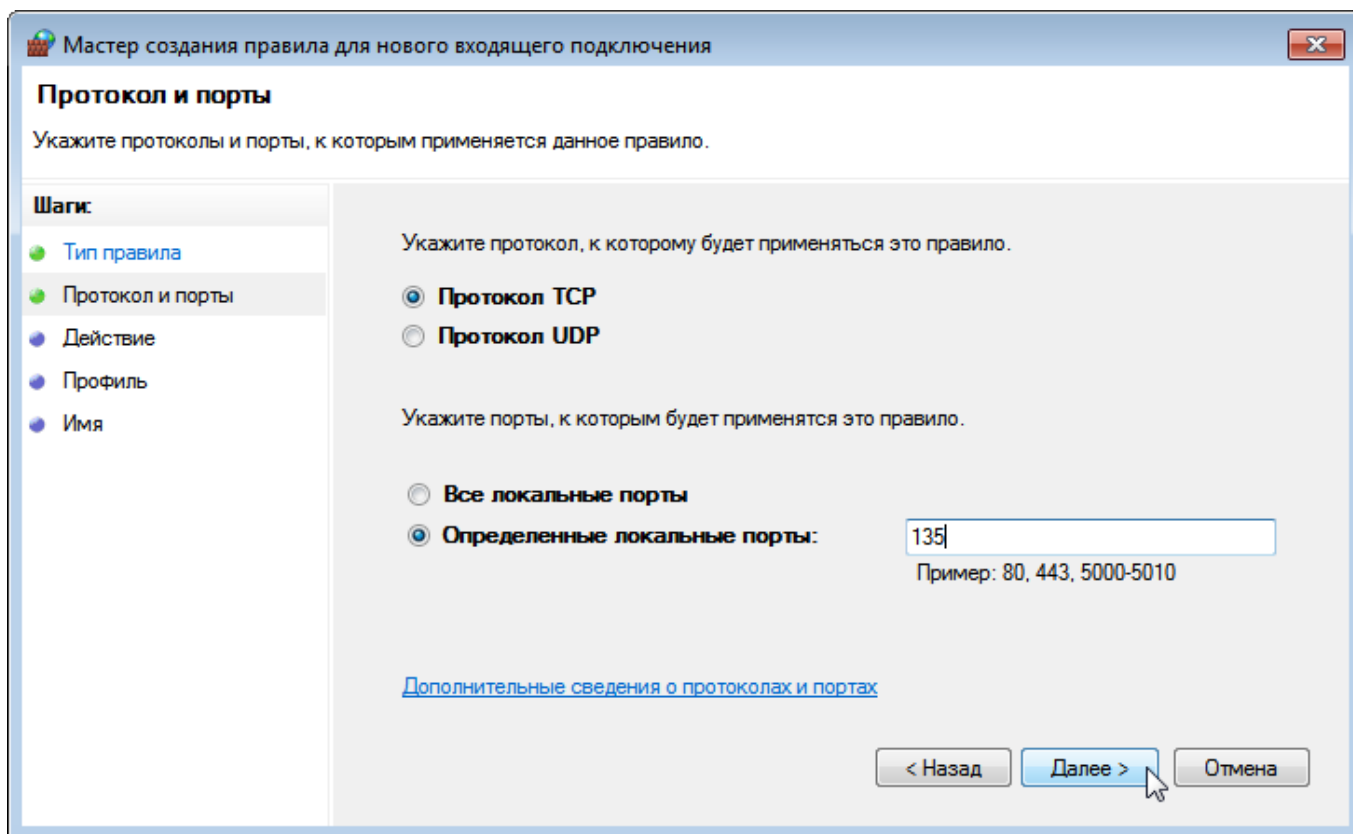 Мастер создания правила для нового входящего подключения
Протокол и порты
Укажите протоколы и порты, к которым применяется данное правило.
Шаги:
Тип правила
Протокол и порты
Действие
Профиль
Имя
Укажите протокол, к которому будет применяться это правило.
Протокол TCP
Протокол UDP
Укажите порты, к которым будет применятся это правило.
Все локальные порты
Определенные локальные порты:
135
Пример: 80, 443, 5000-5010
Дополнительные сведения о протоколах и портах
< Назад
Далее >
Отмена